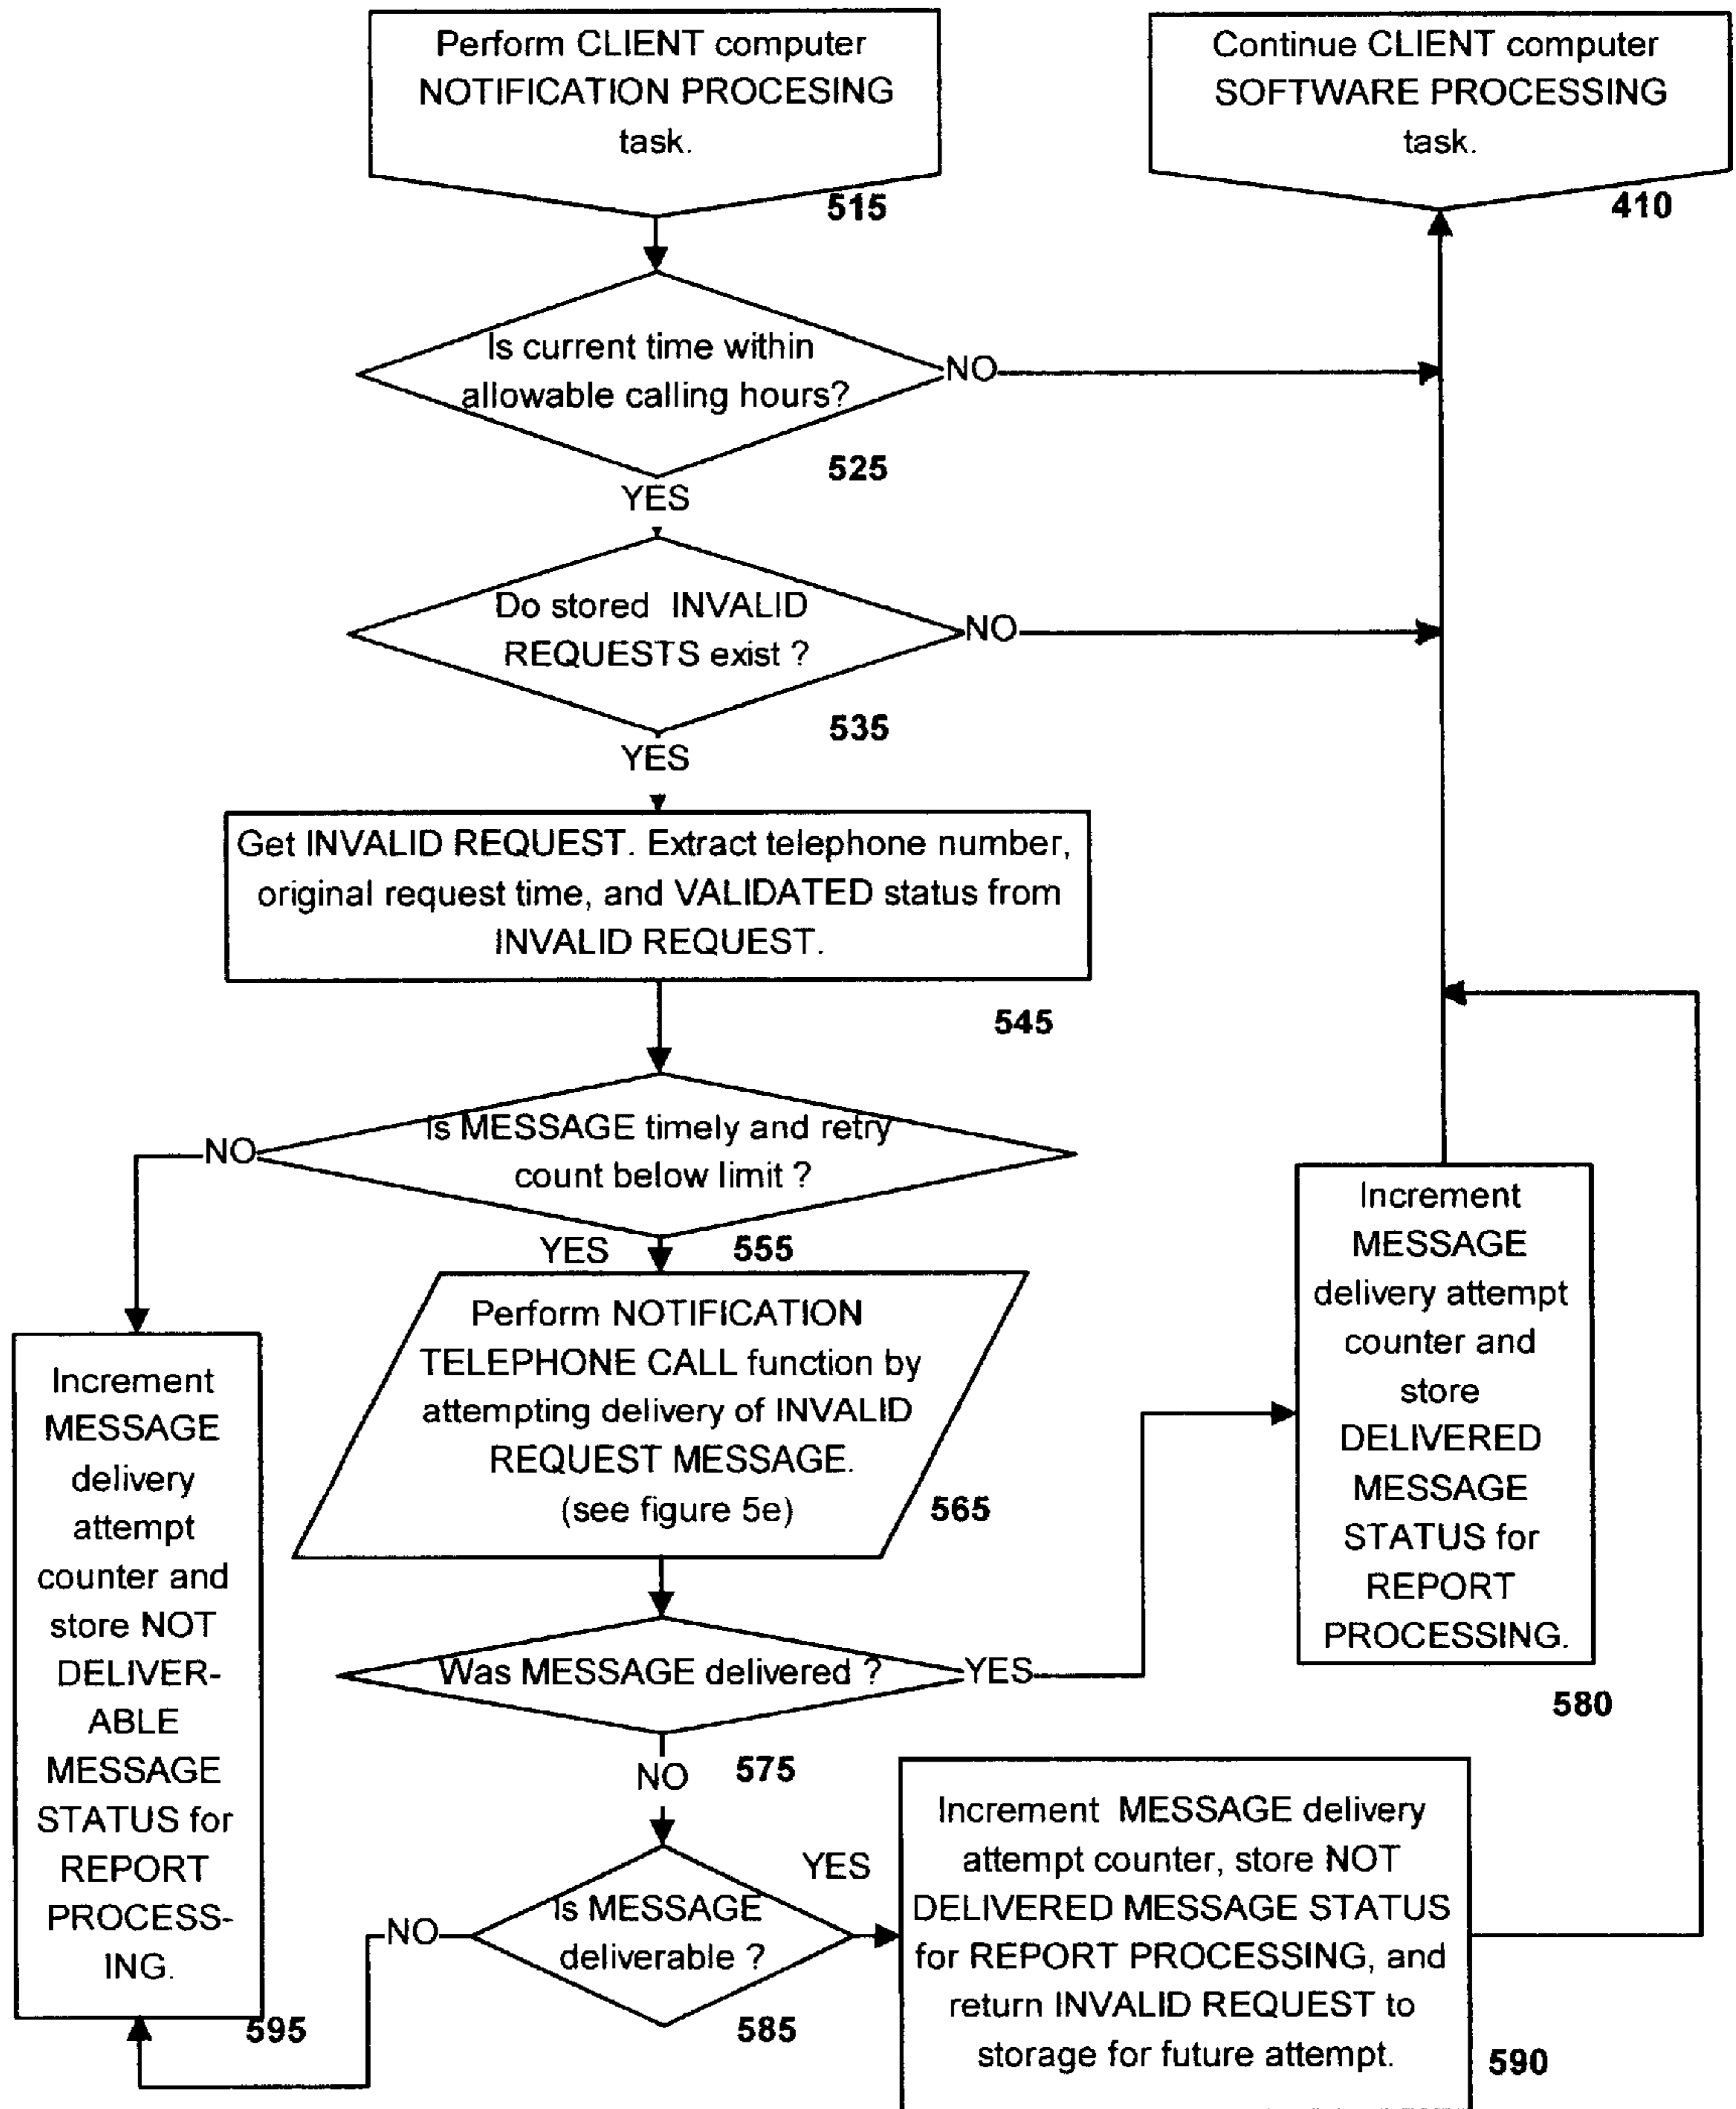 Perform CLIENT computer
NOTIFICATION PROCESING
task.
515
Continue CLIENT computer
SOFTWARE PROCESSING
task.
410
Is current time within
allowable calling hours?
NO
525
YES
Do stored INVALID
REQUESTS exist ?
NO
535
YES
Get INVALID REQUEST. Extract telephone number,
original request time, and VALIDATED status from
INVALID REQUEST.
545
Is MESSAGE timely and retry
count below limit ?
NO
YES
555
Perform NOTIFICATION
TELEPHONE CALL function by
attempting delivery of INVALID
REQUEST MESSAGE.
(see figure 5e)
565
Increment
MESSAGE
delivery attempt
counter and
store
DELIVERED
MESSAGE
STATUS for
REPORT
PROCESSING.
580
Increment
MESSAGE
delivery
attempt
counter and
store NOT
DELIVER-
ABLE
MESSAGE
STATUS for
REPORT
PROCESS-
ING.
595
Was MESSAGE delivered ?
YES
NO
575
Is MESSAGE
deliverable ?
NO
YES
585
Increment MESSAGE delivery
attempt counter, store NOT
DELIVERED MESSAGE STATUS
for REPORT PROCESSING, and
return INVALID REQUEST to
storage for future attempt.
590